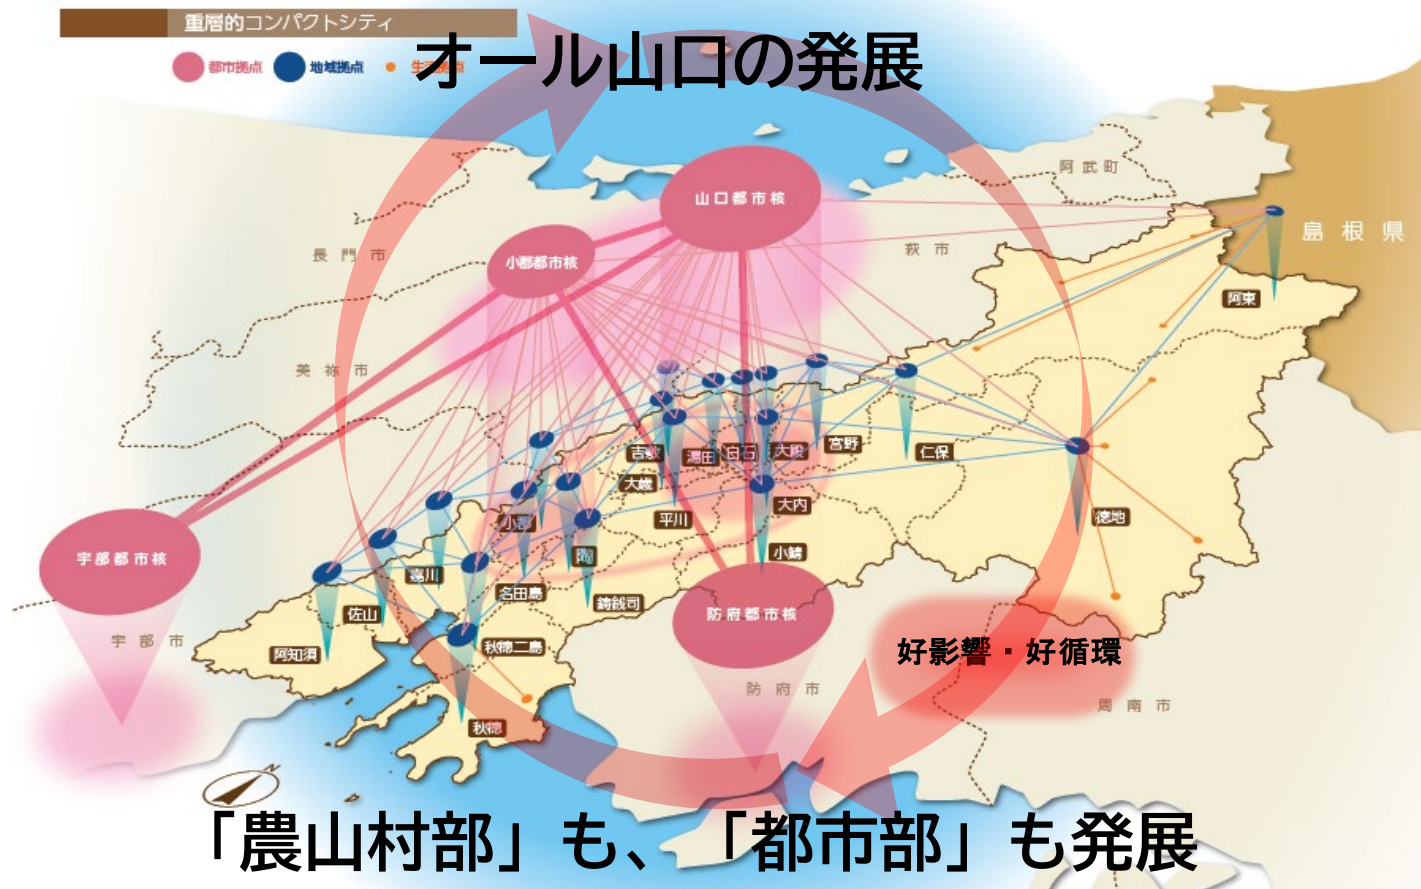 重層的コンパクトシティ
都市拠点
地域拠点
オール山口の発展
阿武町
山口都市核
島根県
長門市
小郡都市核
萩市
阿東
美祢市
吉敷
湯田
白石
大殿
宮野
仁保
大歳
平川
大内
徳地
小郡
陶
小鯖
宇部都市核
嘉川
名田島
鋳銭司
佐山
防府都市核
宇部市
阿知須
秋穂二島
好影響・好循環
防府市
周南市
秋穂
「農山村部」も、「都市部」も発展